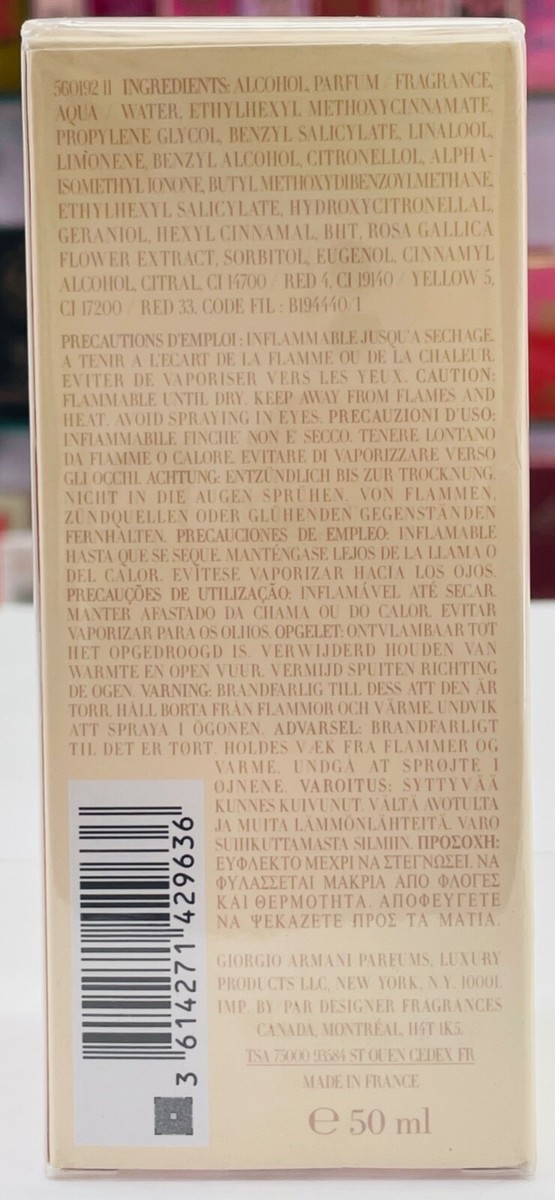 560192 11 INGREDIENTS: ALCOHOL, PARFUM / FRAGRANCE,
AQUA / WATER, ETHYLHEXYL METHOXYCINNAMATE,
PROPYLENE GLYCOL, BENZYL SALICYLATE, LINALOOL,
LIMONENE, BENZYL ALCOHOL, CITRONELLOL, ALPHA-
ISOMETHYL IONONE, BUTYL METHOXYDIBENZOYLMETHANE,
ETHYLHEXYL SALICYLATE, HYDROXYCITRONELLAL,
GERANIOL, HEXYL CINNAMAL, BHT, ROSA GALLICA
FLOWER EXTRACT, SORBITOL, EUGENOL, CINNAMYL
ALCOHOL, CITRAL, CI 14700 / RED 4, CI 19140 / YELLOW 5,
CI 17200 / RED 33. CODE FIL : B194440/1
PRECAUTIONS D'EMPLOI : INFLAMMABLE JUSQU'A SECHAGE.
A TENIR A L'ECART DE LA FLAMME OU DE LA CHALEUR.
EVITER DE VAPORISER VERS LES YEUX. CAUTION:
FLAMMABLE UNTIL DRY. KEEP AWAY FROM FLAMES AND
HEAT. AVOID SPRAYING IN EYES. PRECAUZIONI D'USO:
INFIAMMABILE FINCHE' NON E' SECCO. TENERE LONTANO
DA FIAMME O CALORE. EVITARE DI VAPORIZZARE VERSO
GLI OCCHI. ACHTUNG: ENTZÜNDLICH BIS ZUR TROCKNUNG.
NICHT IN DIE AUGEN SPRÜHEN. VON FLAMMEN,
ZÜNDQUELLEN ODER GLÜHENDEN GEGENSTÄNDEN
FERNHALTEN. PRECAUCIONES DE EMPLEO: INFLAMABLE
HASTA QUE SE SEQUE. MANTÉNGASE LEJOS DE LA LLAMA O
DEL CALOR. EVÍTESE VAPORIZAR HACIA LOS OJOS.
PRECAUÇÕES DE UTILIZAÇÃO: INFLAMÁVEL ATÉ SECAR.
MANTER AFASTADO DA CHAMA OU DO CALOR. EVITAR
VAPORIZAR PARA OS OLHOS. OPGELET: ONTVLAMBAAR TOT
HET OPGEDROOGD IS. VERWIJDERD HOUDEN VAN
WARMTE EN OPEN VUUR. VERMIJD SPUITEN RICHTING
DE OGEN. VARNING: BRANDFARLIG TILL DESS ATT DEN ÄR
TORR. HÅLL BORTA FRÅN FLAMMOR OCH VÄRME. UNDVIK
ATT SPRAYA I ÖGONEN. ADVARSEL: BRANDFARLIGT
TIL DET ER TØRT. HOLDES VÆK FRA FLAMMER OG
VARME. UNDGÅ AT SPRØJTE I
ØJNENE. VAROITUS: SYTTYVÄÄ
KUNNES KUIVUNUT. VÄLTÄ AVOTULTA
JA MUITA LÄMMÖNLÄHTEITÄ. VARO
SUIHKUTTAMASTA SILMIIN. ΠΡΟΣΟΧΗ:
ΕΥΦΛΕΚΤΟ ΜΕΧΡΙ ΝΑ ΣΤΕΓΝΩΣΕΙ. ΝΑ
ΦΥΛΑΣΣΕΤΑΙ ΜΑΚΡΙΑ ΑΠΟ ΦΛΟΓΕΣ
ΚΑΙ ΘΕΡΜΟΤΗΤΑ. ΑΠΟΦΕΥΓΕΤΕ
ΝΑ ΨΕΚΑΖΕΤΕ ΠΡΟΣ ΤΑ ΜΑΤΙΑ.
GIORGIO ARMANI PARFUMS, LUXURY
PRODUCTS LLC, NEW YORK, N.Y. 10001.
IMP. BY PAR DESIGNER FRAGRANCES
CANADA, MONTRÉAL, H4T 1K5.
TSA 75000 93584 ST OUEN CEDEX FR
MADE IN FRANCE
℮ 50 ml
3 614271 429636